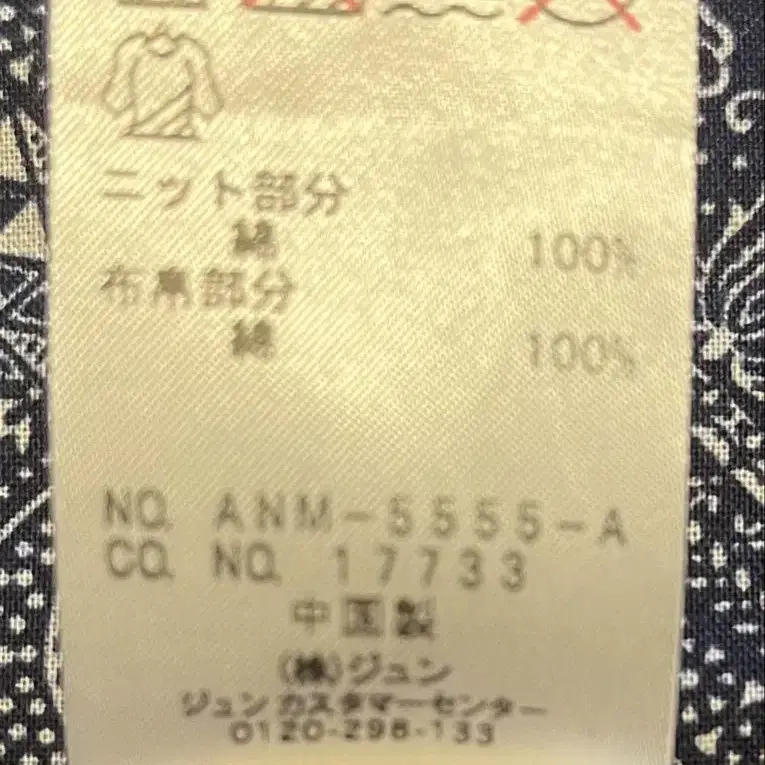 ニット部分
綿 100%
布帛部分
綿 100%
NO. ANM-5555-A
CO. NO. 17733
中国製
(株)ジュン
ジュンカスタマーセンター
0120-298-133